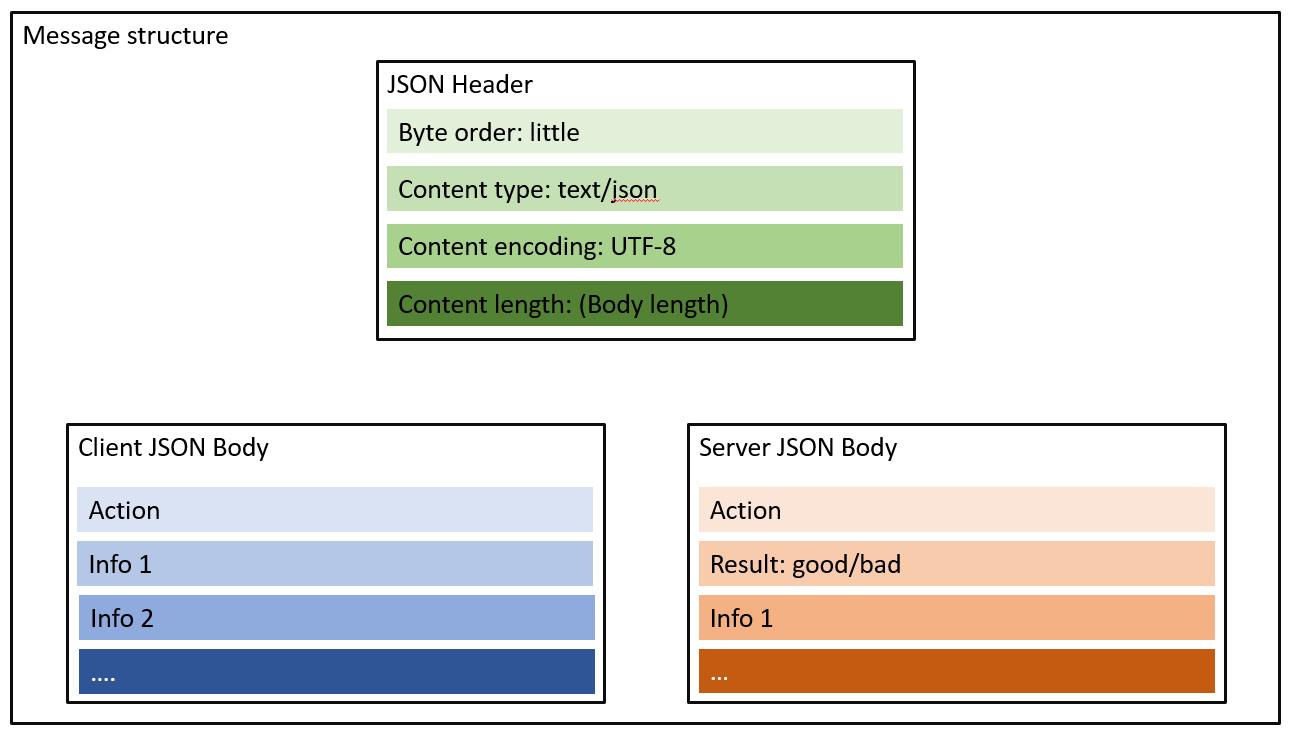 Message structure
JSON Header
Byte order: little
Content type: text/json
Content encoding: UTF-8
Content length: (Body length)
Client JSON Body
Action
Info 1
Info 2
....
Server JSON Body
Action
Result: good/bad
Info 1
...